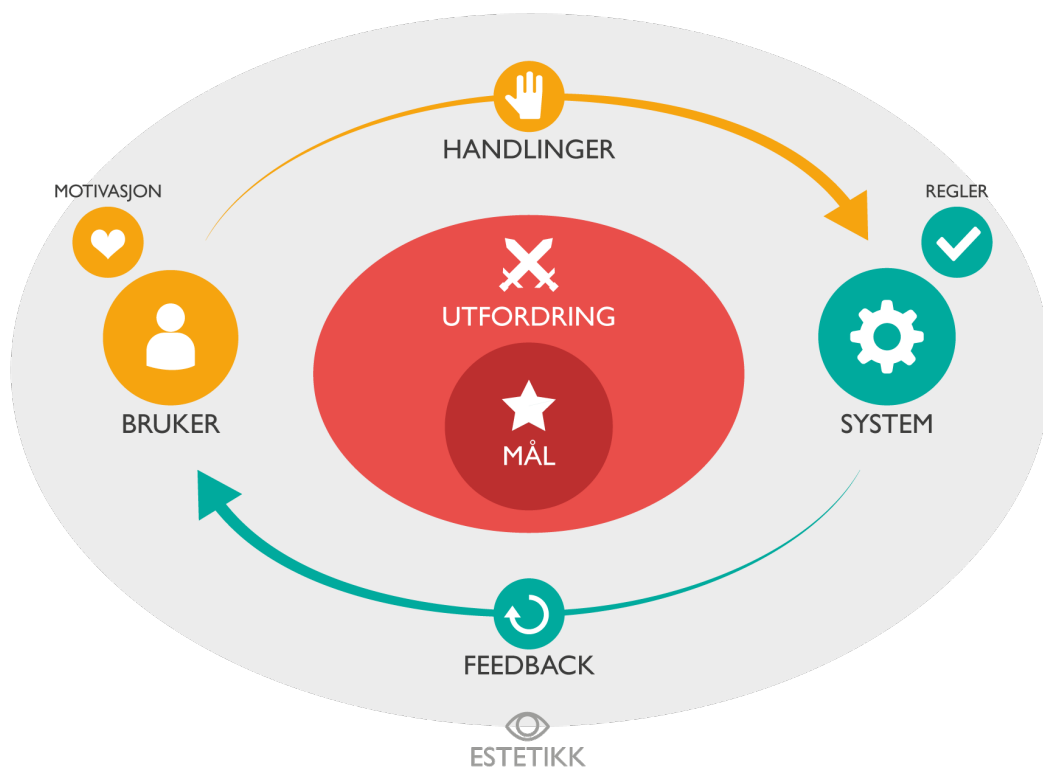 HANDLINGER
MOTIVASJON
REGLER
UTFORDRING
BRUKER
SYSTEM
MÅL
FEEDBACK
ESTETIKK